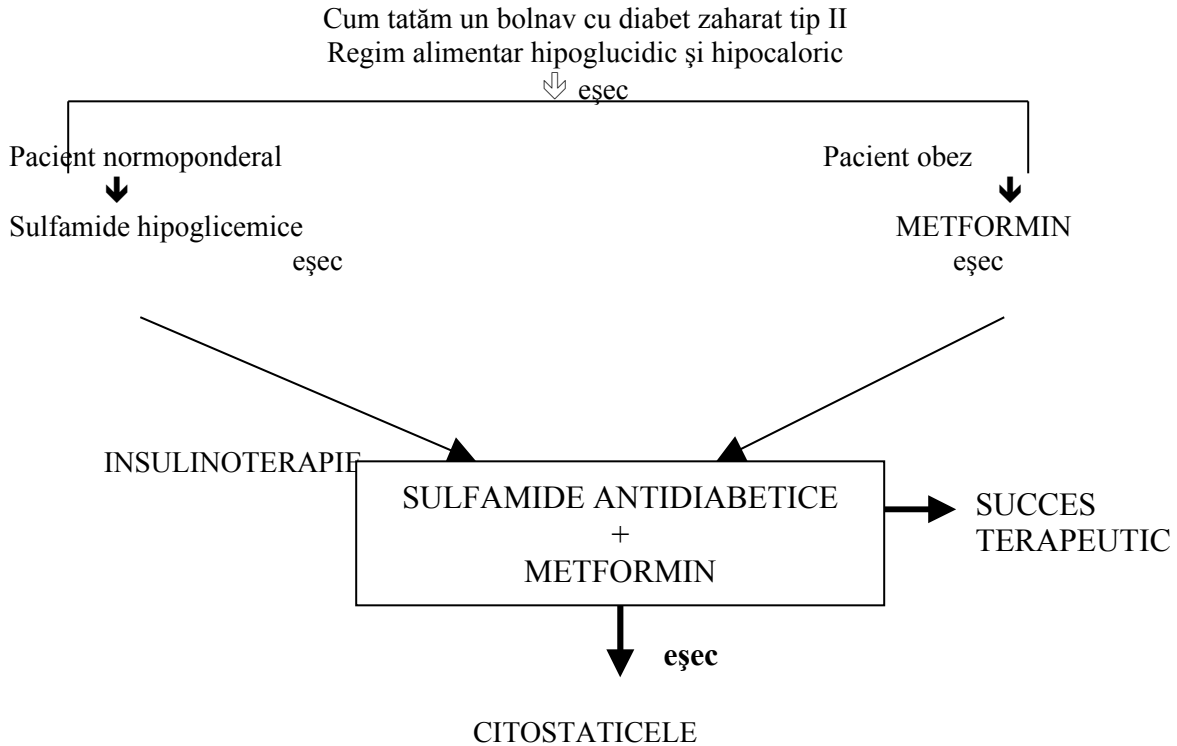 Cum tatăm un bolnav cu diabet zaharat tip II
Regim alimentar hipoglucidic şi hipocaloric
eşec
Pacient normoponderal
Pacient obez
Sulfamide hipoglicemice
METFORMIN
eşec
eşec
INSULINOTERAPIE
SULFAMIDE ANTIDIABETICE
+
METFORMIN
SUCCES
TERAPEUTIC
eşec
CITOSTATICELE